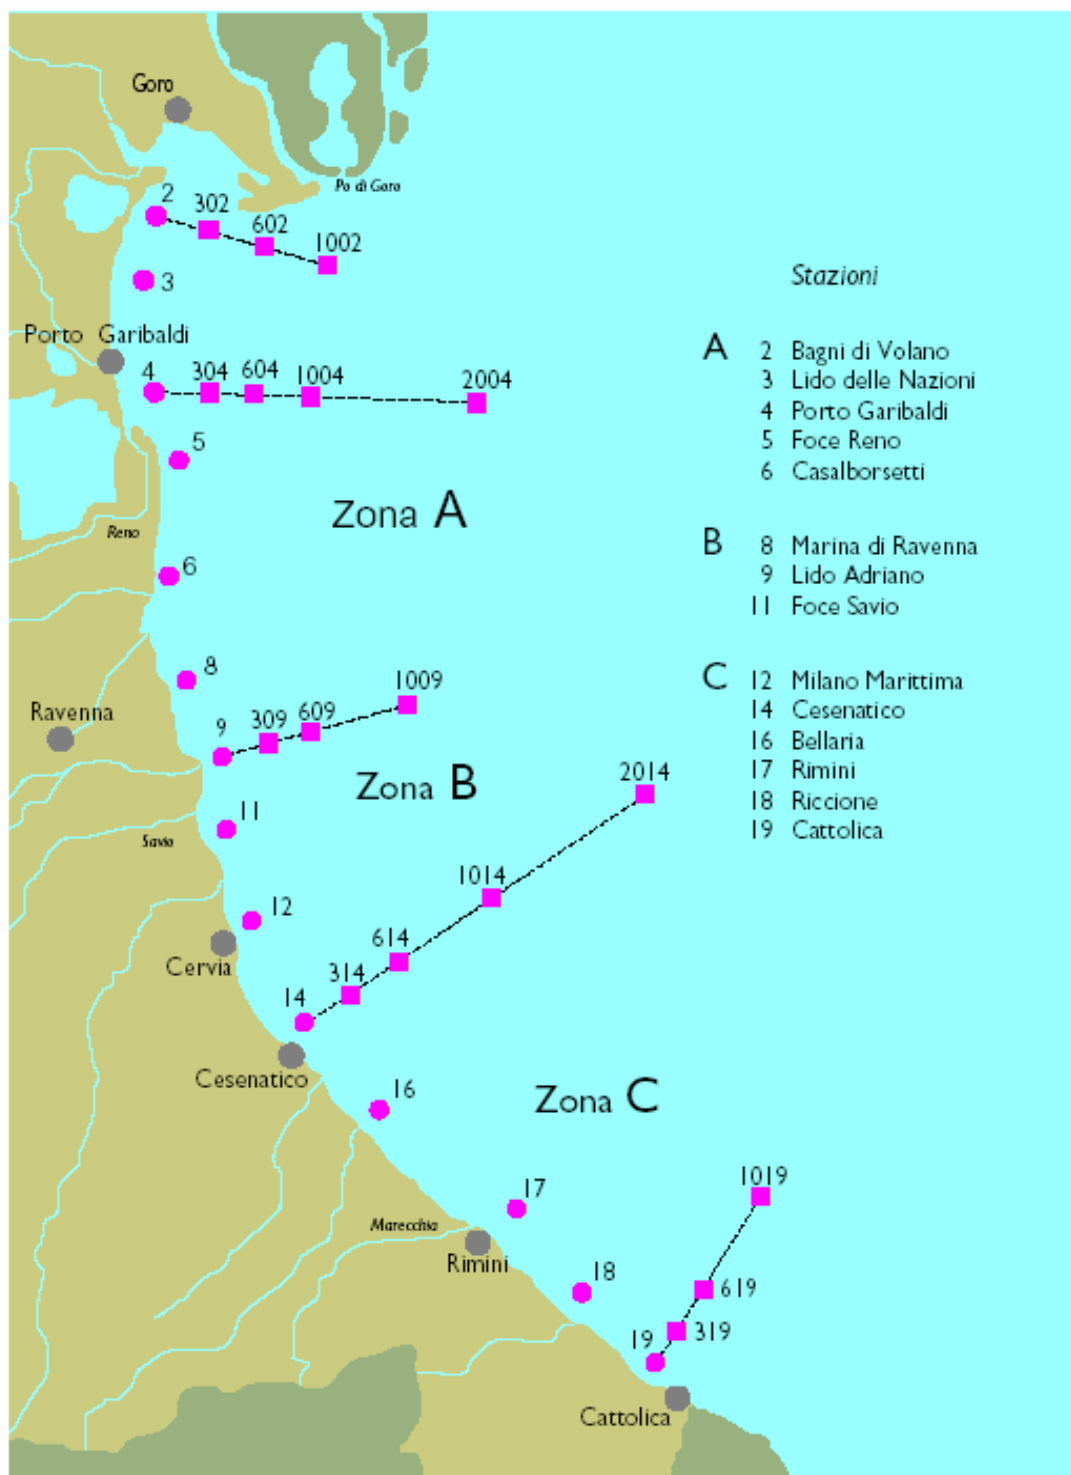 Goro
Po di Goro
2
302
602
1002
3
Porto Garibaldi
4
304
604
1004
2004
5
Zona A
Reno
6
8
Ravenna
9
309
609
1009
Zona B
11
Savio
2014
1014
12
Cervia
614
314
14
Cesenatico
16
Zona C
17
1019
Marecchia
Rimini
18
619
319
19
Cattolica
Stazioni
A 2 Bagni di Volano
3 Lido delle Nazioni
4 Porto Garibaldi
5 Foce Reno
6 Casalborsetti
B 8 Marina di Ravenna
9 Lido Adriano
11 Foce Savio
C 12 Milano Marittima
14 Cesenatico
16 Bellaria
17 Rimini
18 Riccione
19 Cattolica